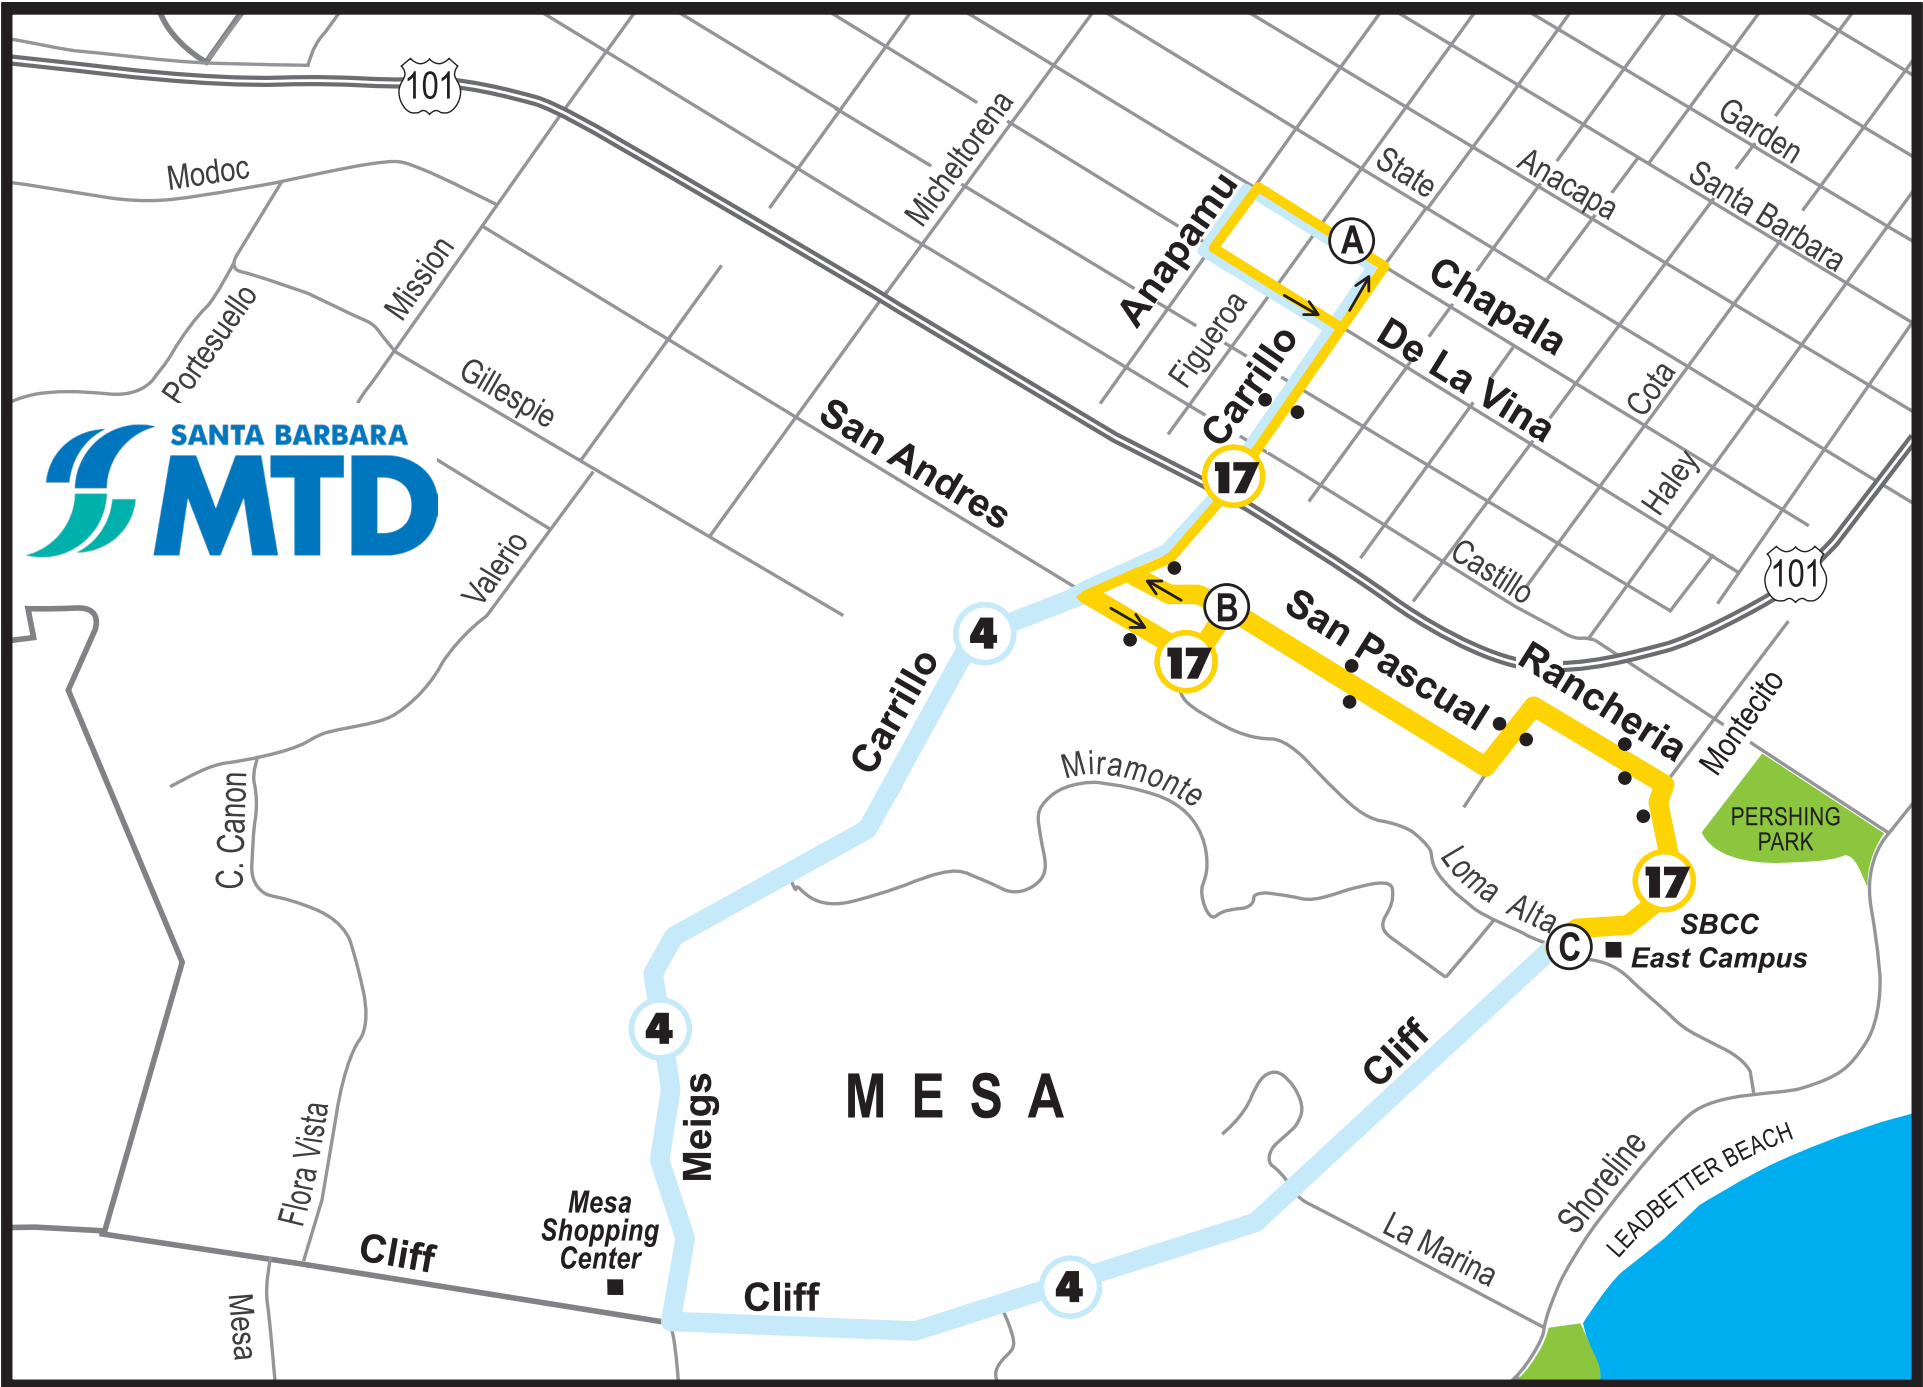 101
Garden
Micheltorena
State
Anacapa
Santa Barbara
Modoc
Anapamu
A
Mission
Chapala
Portesuello
Figueroa
Carrillo
De La Vina
Gillespie
Cota
San Andres
SANTA BARBARA
MTD
17
Haley
Valerio
Castillo
101
B
San Pascual
4
17
Rancheria
Carrillo
Montecito
Miramonte
C. Canon
PERSHING
PARK
Loma Alta
17
SBCC
East Campus
C
4
Cliff
MESA
Meigs
Flora Vista
Shoreline
LEADBETTER BEACH
Mesa
Shopping
Center
La Marina
Cliff
Cliff
4
Mesa